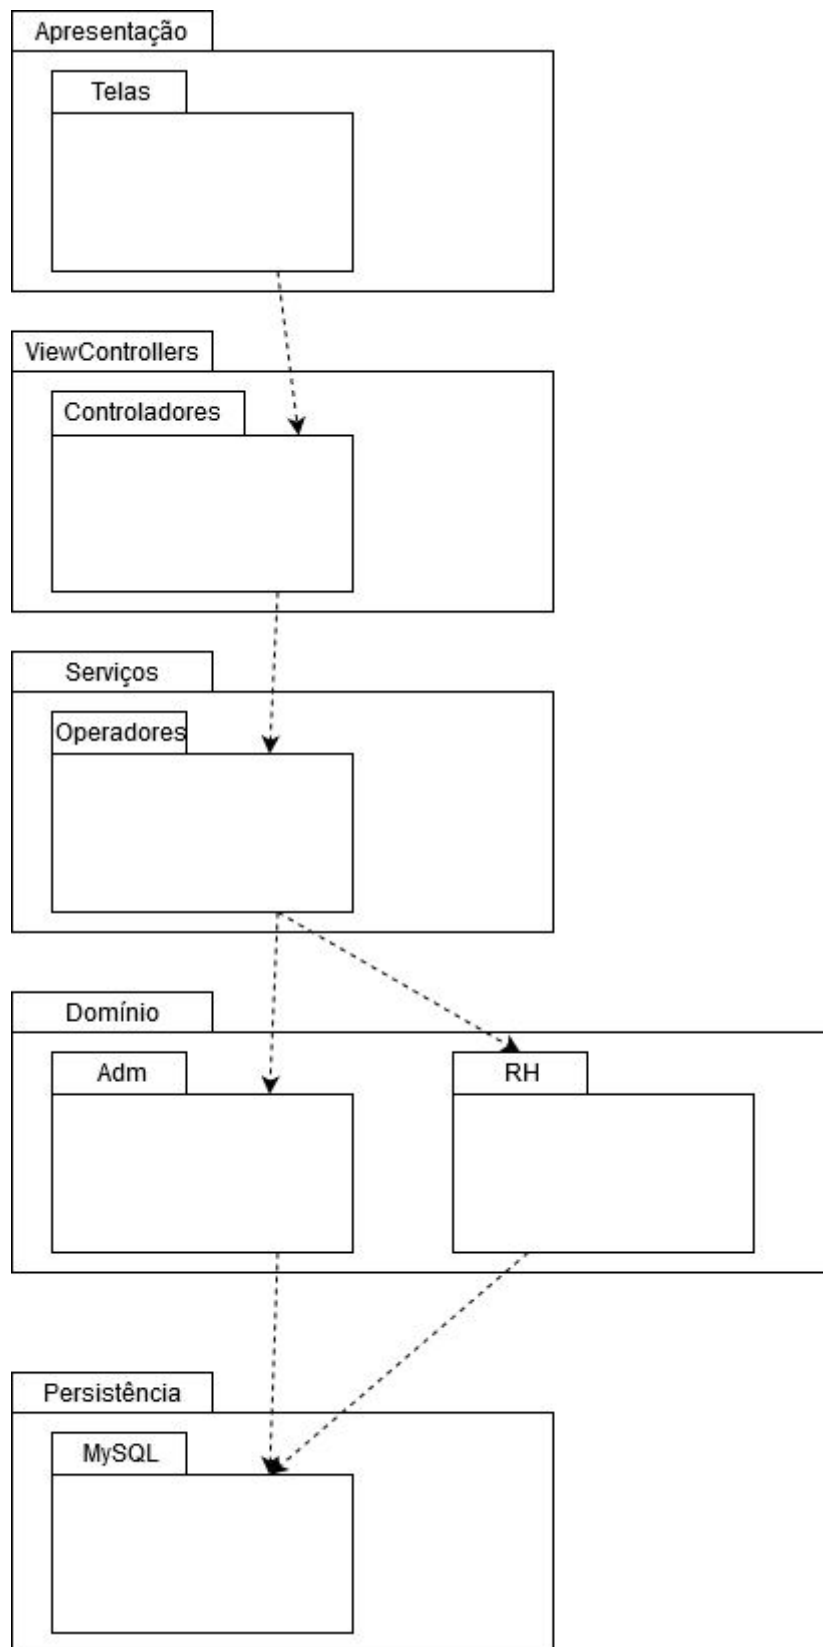 Apresentação
Telas
ViewControllers
Controladores
Serviços
Operadores
Domínio
Adm
RH
Persistência
MySQL